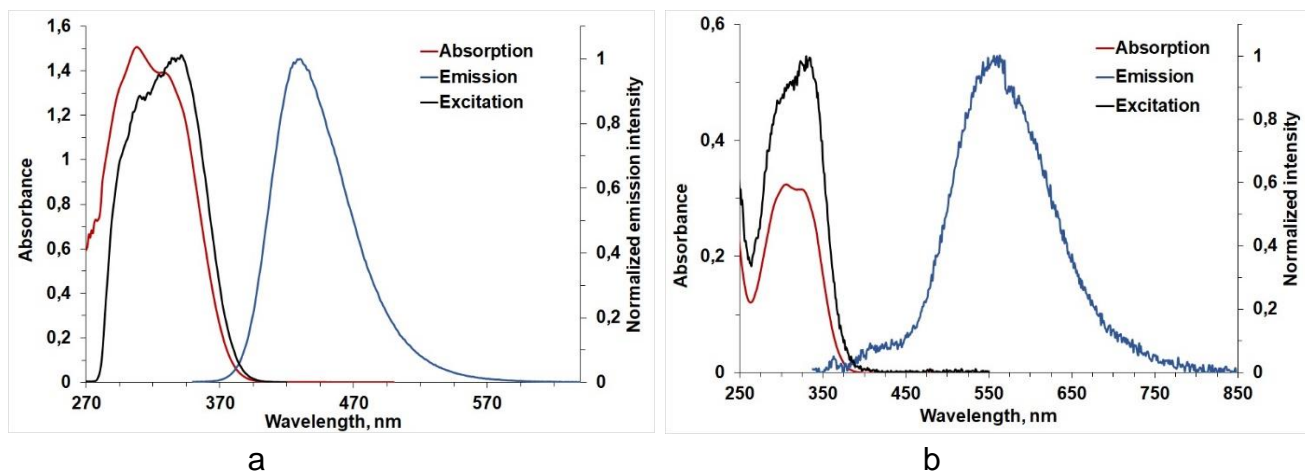 1,6
1,4
1,2
1
0,8
0,6
0,4
0,2
0
Absorbance
270
370
470
570
Wavelength, nm
1
0,8
0,6
0,4
0,2
0
Normalized emission intensity
Absorption
Emission
Excitation
a
0,6
0,4
0,2
0
Absorbance
250
350
450
550
650
750
850
Wavelength, nm
1
0,8
0,6
0,4
0,2
0
Normalized intensity
Absorption
Emission
Excitation
b